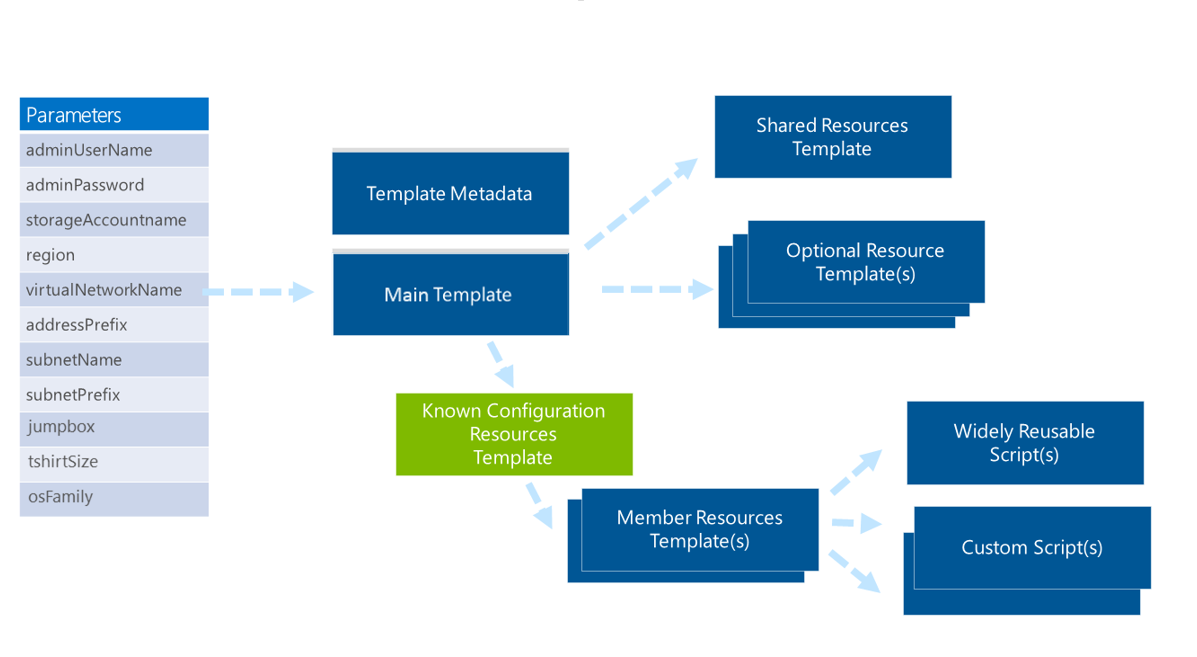 Parameters
adminUserName
adminPassword
storageAccountname
region
virtualNetworkName
addressPrefix
subnetName
subnetPrefix
jumpbox
tshirtSize
osFamily
Template Metadata
Main Template
Shared Resources
Template
Optional Resource
Template(s)
Known Configuration
Resources
Template
Member Resources
Template(s)
Widely Reusable
Script(s)
Custom Script(s)